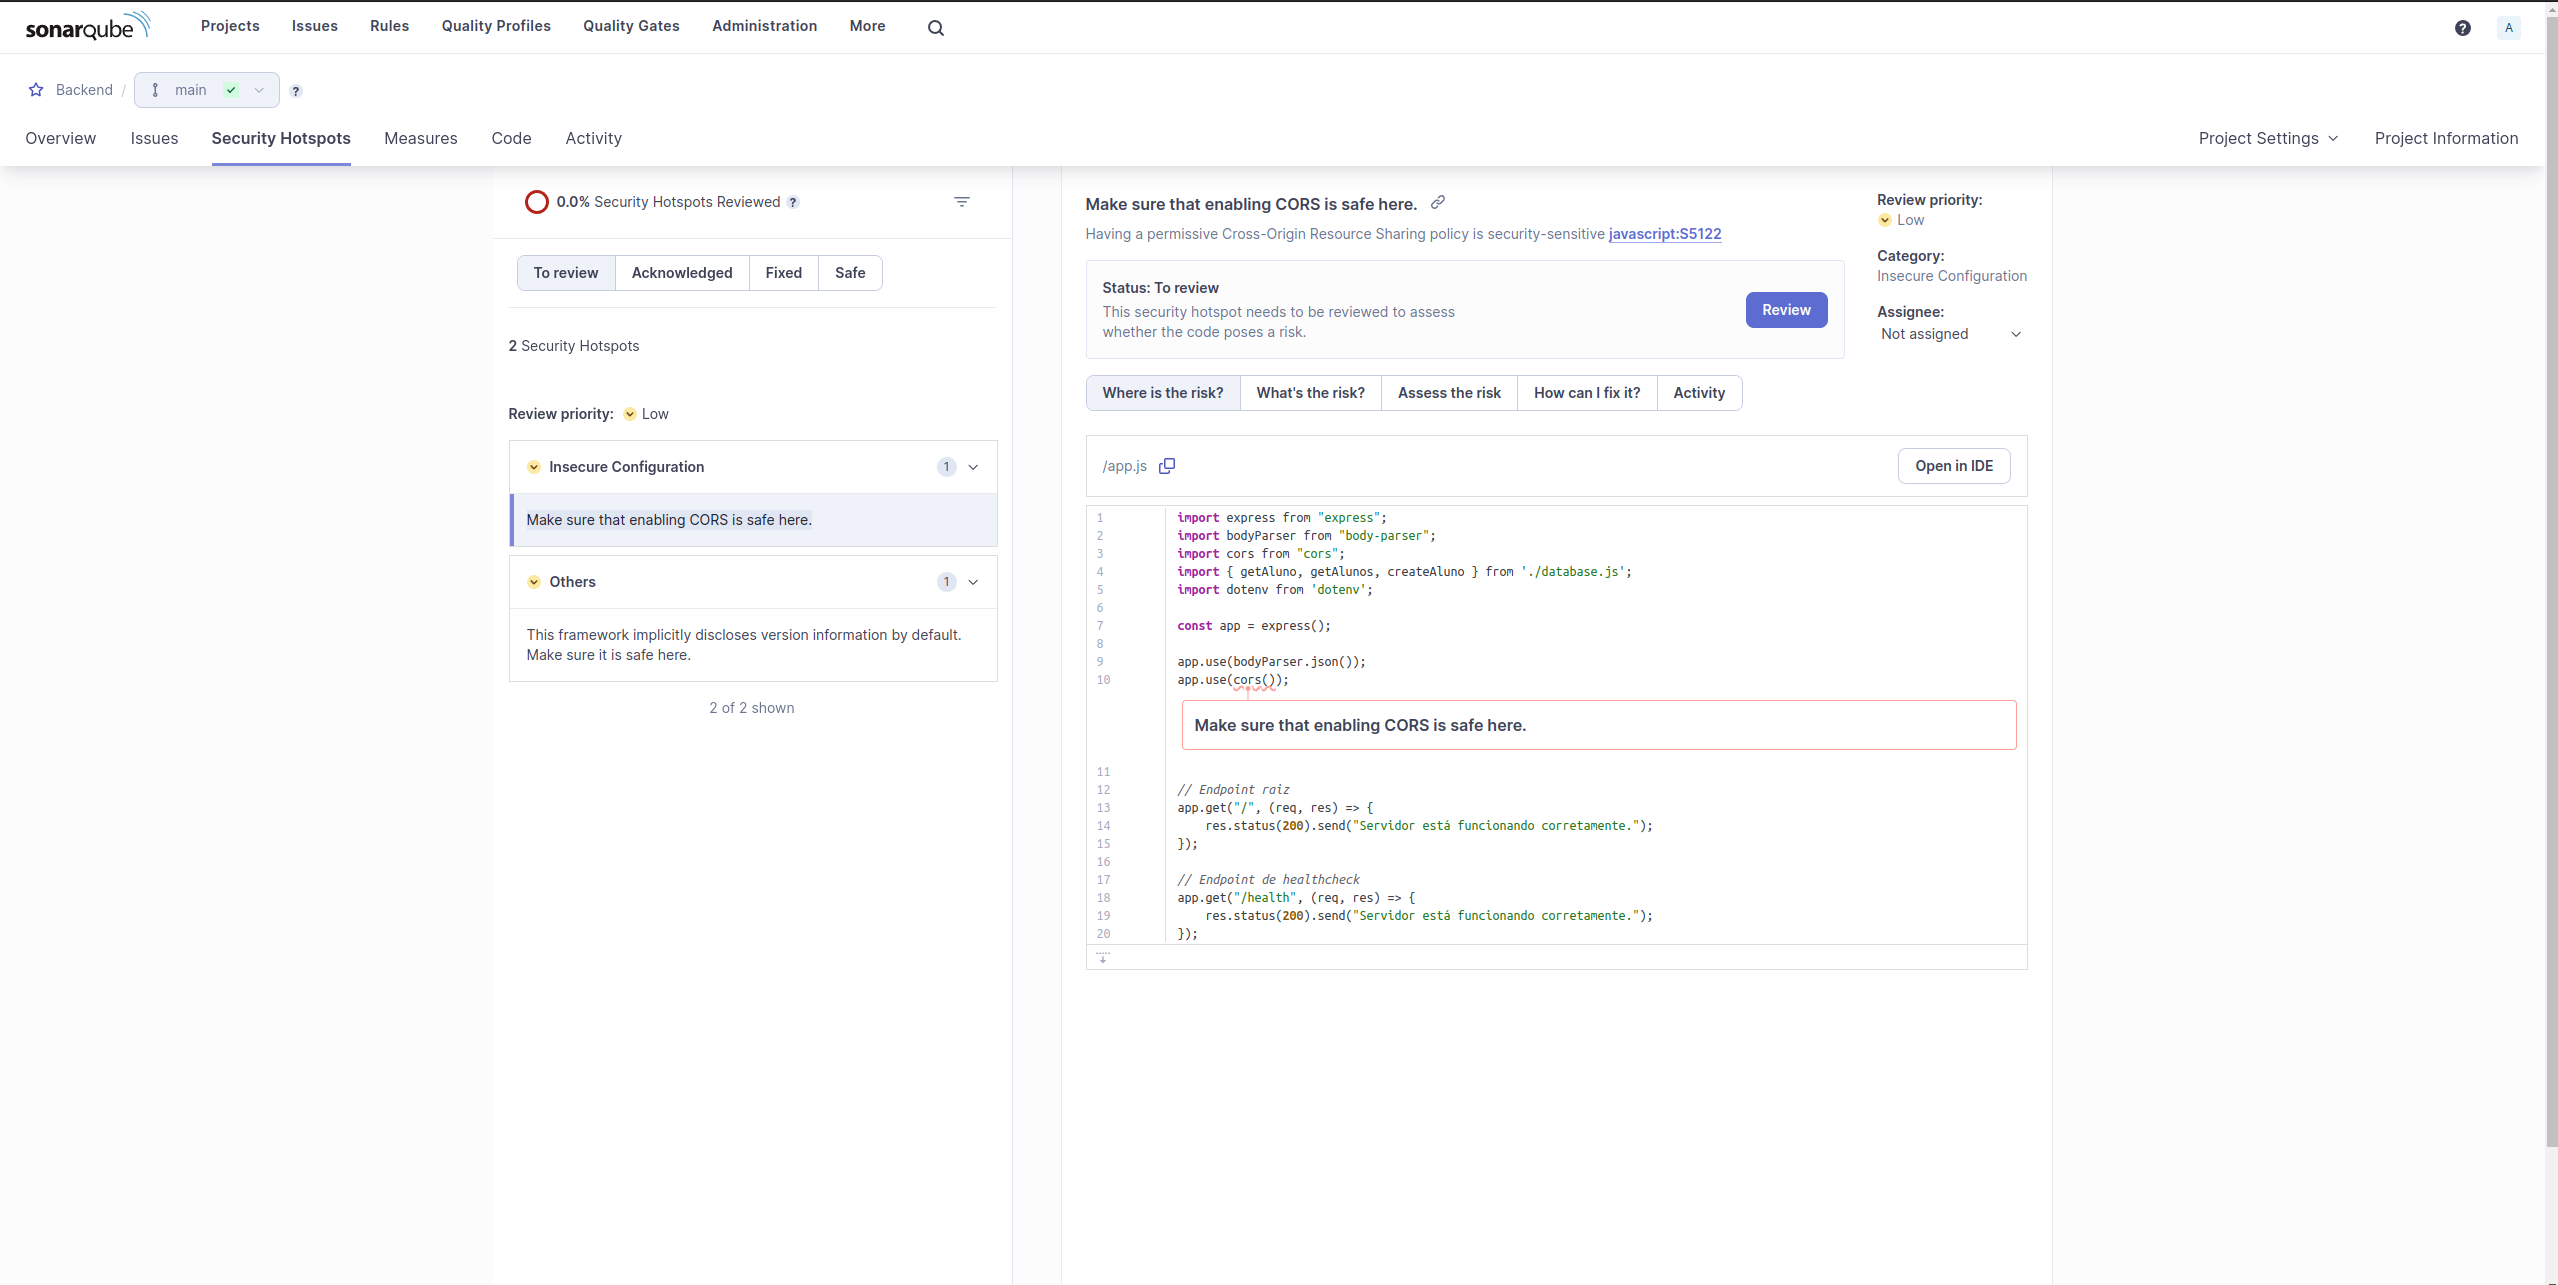 sonarqube Projects Issues Rules Quality Profiles Quality Gates Administration More ? A
Backend / main ?
Overview Issues Security Hotspots Measures Code Activity Project Settings Project Information
0.0% Security Hotspots Reviewed ?
To review Acknowledged Fixed Safe
2 Security Hotspots
Review priority: Low
Insecure Configuration 1
Make sure that enabling CORS is safe here.
Others 1
This framework implicitly discloses version information by default.
Make sure it is safe here.
2 of 2 shown
Make sure that enabling CORS is safe here.
Having a permissive Cross-Origin Resource Sharing policy is security-sensitive javascript:S5122
Status: To review
This security hotspot needs to be reviewed to assess
whether the code poses a risk.
Review
Review priority:
Low
Category:
Insecure Configuration
Assignee:
Not assigned
Where is the risk? What's the risk? Assess the risk How can I fix it? Activity
/app.js Open in IDE
1 import express from "express";
2 import bodyParser from "body-parser";
3 import cors from "cors";
4 import { getAluno, getAlunos, createAluno } from './database.js';
5 import dotenv from 'dotenv';
6
7 const app = express();
8
9 app.use(bodyParser.json());
10 app.use(cors());
Make sure that enabling CORS is safe here.
11
12 // Endpoint raiz
13 app.get("/", (req, res) => {
14 res.status(200).send("Servidor está funcionando corretamente.");
15 });
16
17 // Endpoint de healthcheck
18 app.get("/health", (req, res) => {
19 res.status(200).send("Servidor está funcionando corretamente.");
20 });